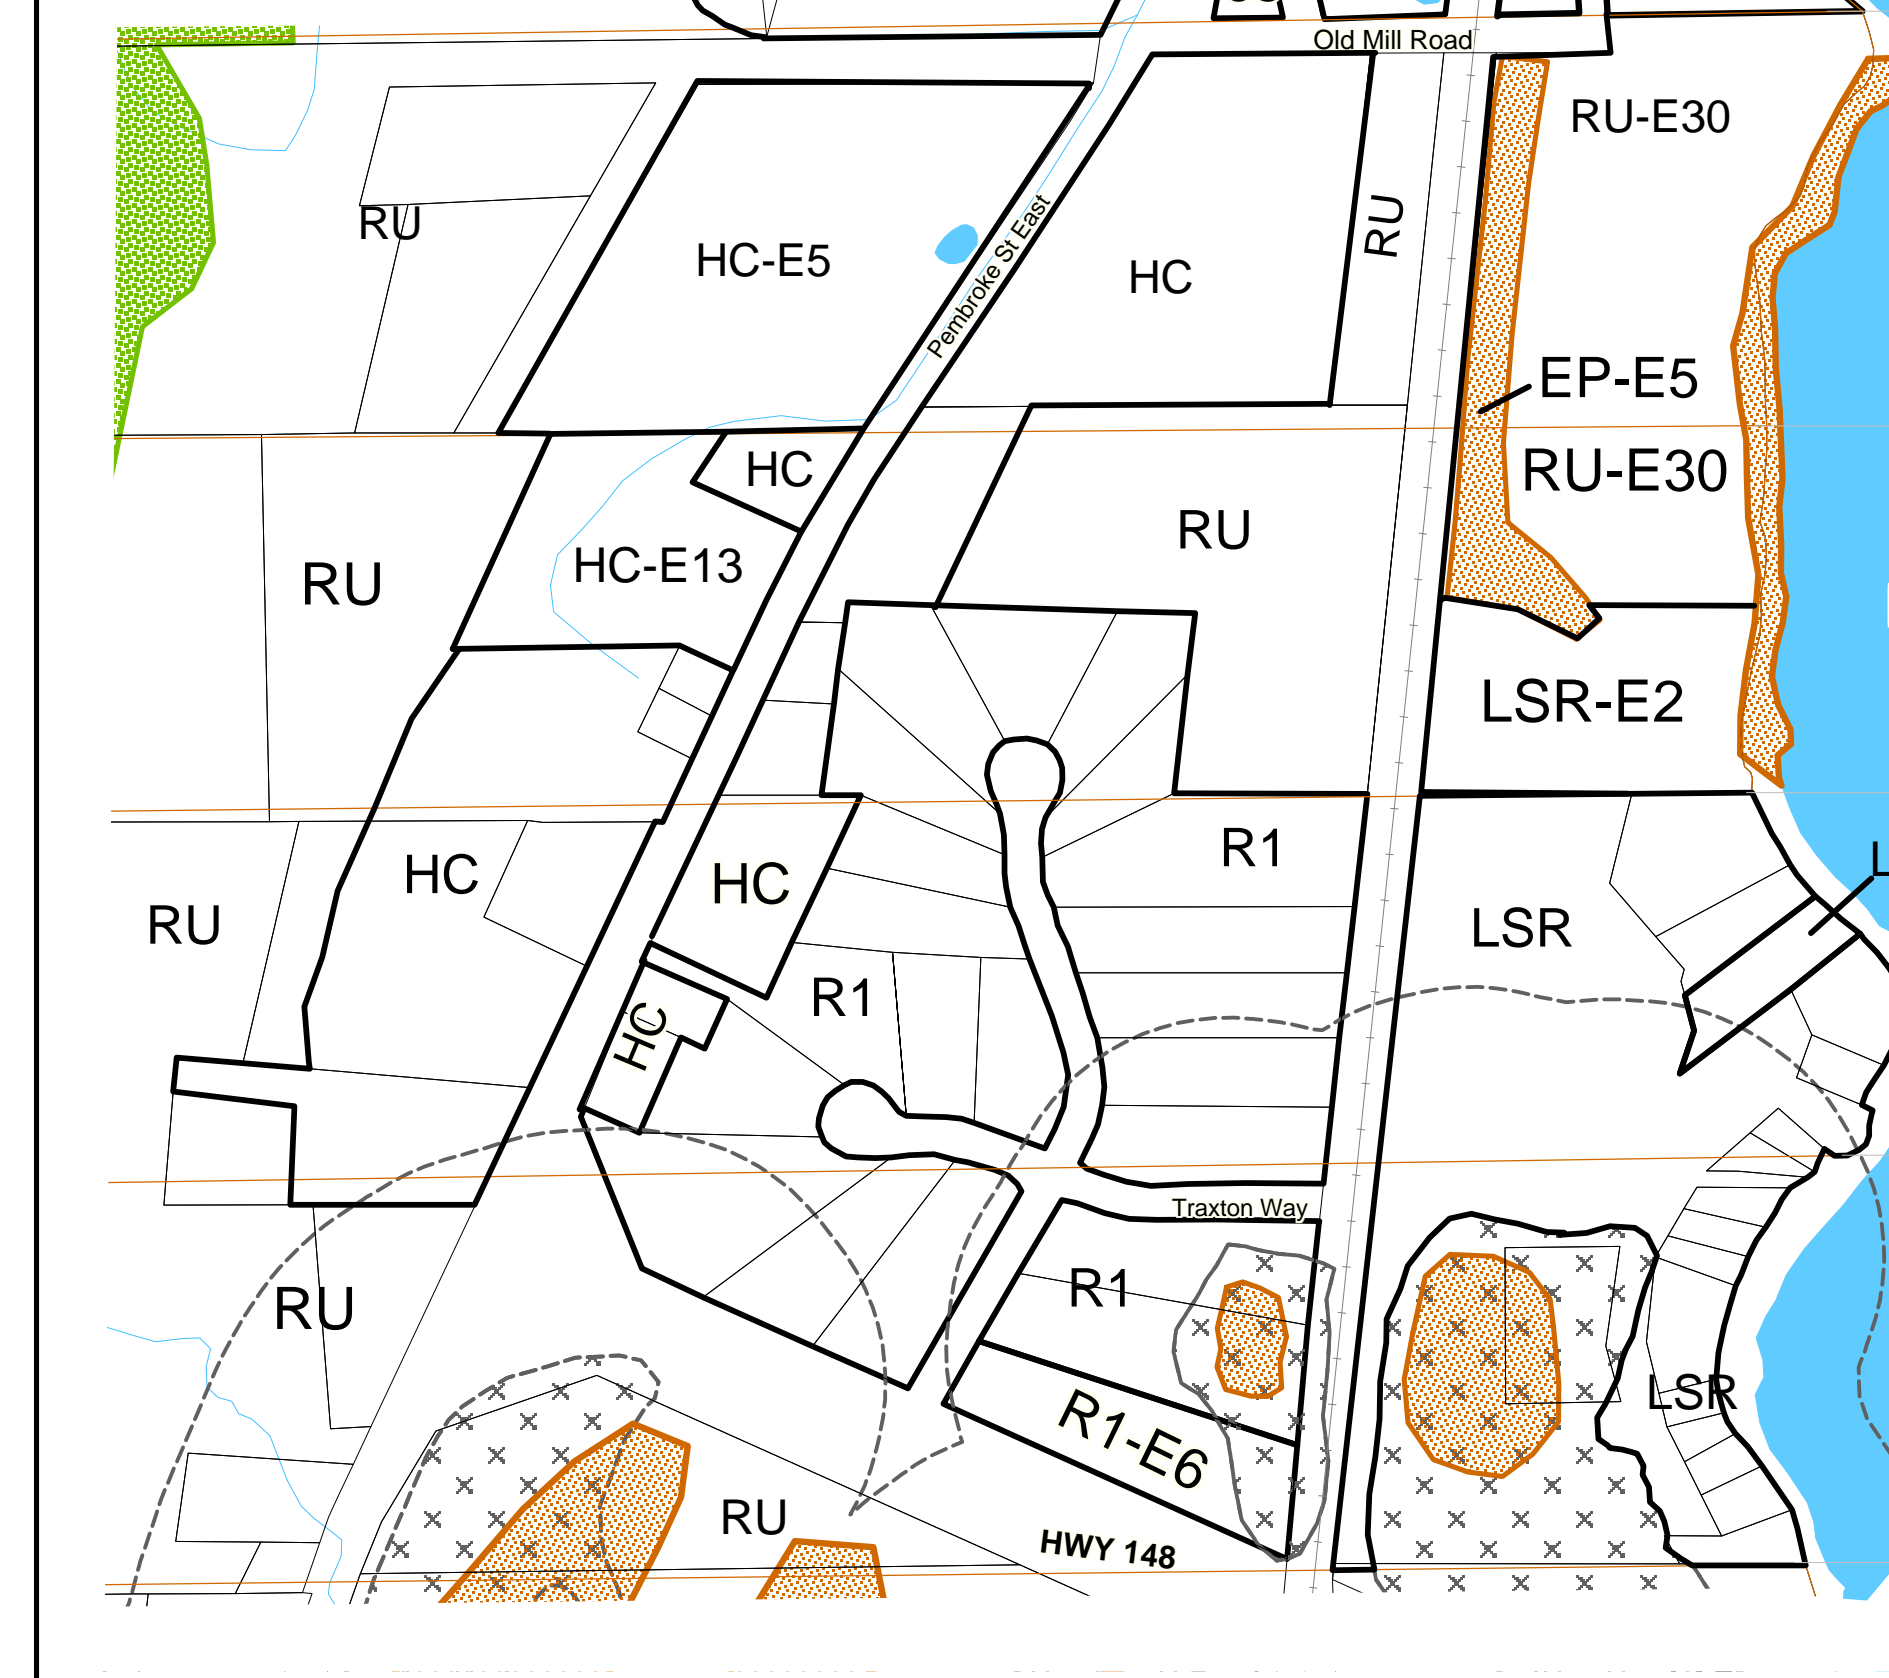 Old Mill Road
RU-E30
RU
RU
HC-E5
Pembroke St East
HC
EP-E5
HC
RU-E30
RU
HC-E13
RU
LSR-E2
R1
L
HC
HC
RU
LSR
R1
HC
Traxton Way
R1
RU
LSR
R1-E6
RU
HWY 148